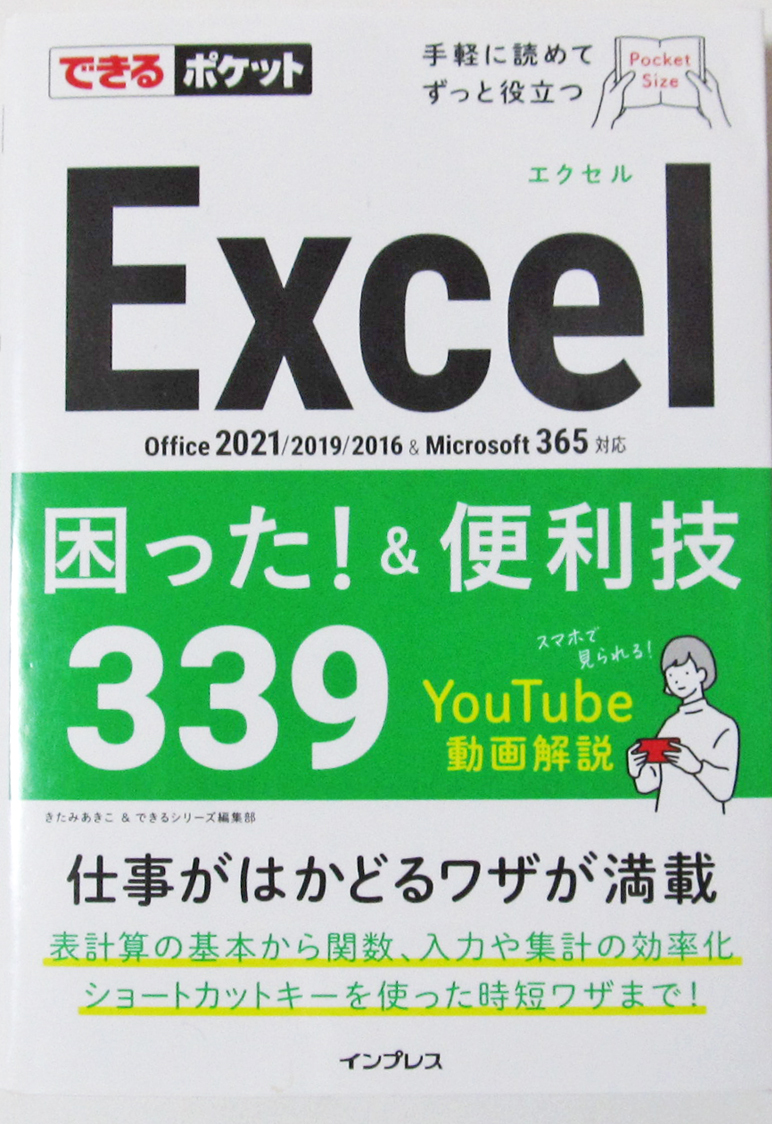 できるポケット
手軽に読めて
ずっと役立つ
Pocket
Size
エクセル
Excel
Office 2021/2019/2016 & Microsoft 365 対応
困った!&便利技
339
スマホで
見られる!
YouTube
動画解説
きたみあきこ & できるシリーズ編集部
仕事がはかどるワザが満載
表計算の基本から関数、入力や集計の効率化
ショートカットキーを使った時短ワザまで!
インプレス